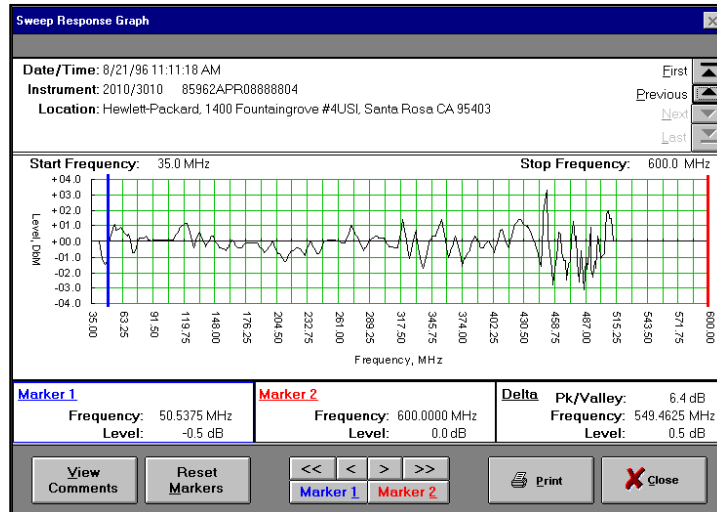 Sweep Response Graph
Date/Time: 8/21/96 11:11:18 AM
Instrument: 2010/3010 85962APR08888804
Location: Hewlett-Packard, 1400 Fountaingrove #4USI, Santa Rosa CA 95403
First
Previous
Next
Last
Start Frequency: 35.0 MHz Stop Frequency: 600.0 MHz
Level, DbM
+04.0
+03.0
+02.0
+01.0
+00.0
-01.0
-02.0
-03.0
-04.0
35.00 63.25 91.50 119.75 148.00 176.25 204.50 232.75 261.00 289.25 317.50 345.75 374.00 402.25 430.50 458.75 487.00 515.25 543.50 571.75 600.00
Frequency, MHz
Marker 1
Frequency: 50.5375 MHz
Level: -0.5 dB
Marker 2
Frequency: 600.0000 MHz
Level: 0.0 dB
Delta Pk/Valley: 6.4 dB
Frequency: 549.4625 MHz
Level: 0.5 dB
View Comments
Reset Markers
<< < > >>
Marker 1 Marker 2
Print
Close